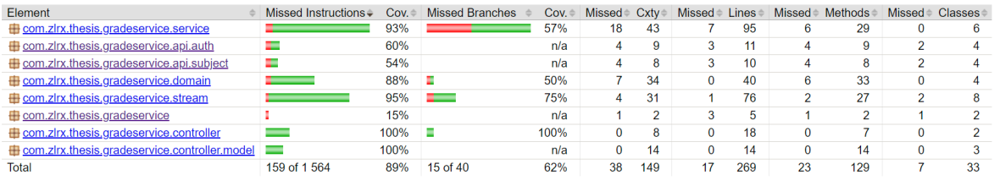 Element Missed Instructions Cov. Missed Branches Cov. Missed Cxty Missed Lines Missed Methods Missed Classes
com.zlrx.thesis.gradeservice.service 93% 57% 18 43 7 95 6 29 0 6
com.zlrx.thesis.gradeservice.api.auth 60% n/a 4 9 3 11 4 9 2 4
com.zlrx.thesis.gradeservice.api.subject 54% n/a 4 8 3 10 4 8 2 4
com.zlrx.thesis.gradeservice.domain 88% 50% 7 34 0 40 6 33 0 4
com.zlrx.thesis.gradeservice.stream 95% 75% 4 31 1 76 2 27 2 8
com.zlrx.thesis.gradeservice 15% n/a 1 2 3 5 1 2 1 2
com.zlrx.thesis.gradeservice.controller 100% 100% 0 8 0 18 0 7 0 2
com.zlrx.thesis.gradeservice.controller.model 100% n/a 0 14 0 14 0 14 0 3
Total 159 of 1 564 89% 15 of 40 62% 38 149 17 269 23 129 7 33